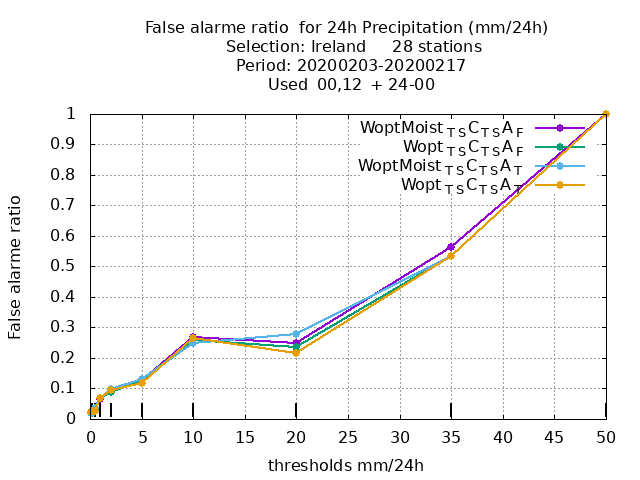 False alarme ratio  for 24h Precipitation (mm/24h)
Selection: Ireland     28 stations
Period: 20200203-20200217
Used  00,12  + 24-00
WoptMoist TS C TS A F
Wopt TS C TS A F
WoptMoist TS C TS A T
Wopt TS C TS A T
False alarme ratio
1
0.9
0.8
0.7
0.6
0.5
0.4
0.3
0.2
0.1
0
0 5 10 15 20 25 30 35 40 45 50
thresholds mm/24h